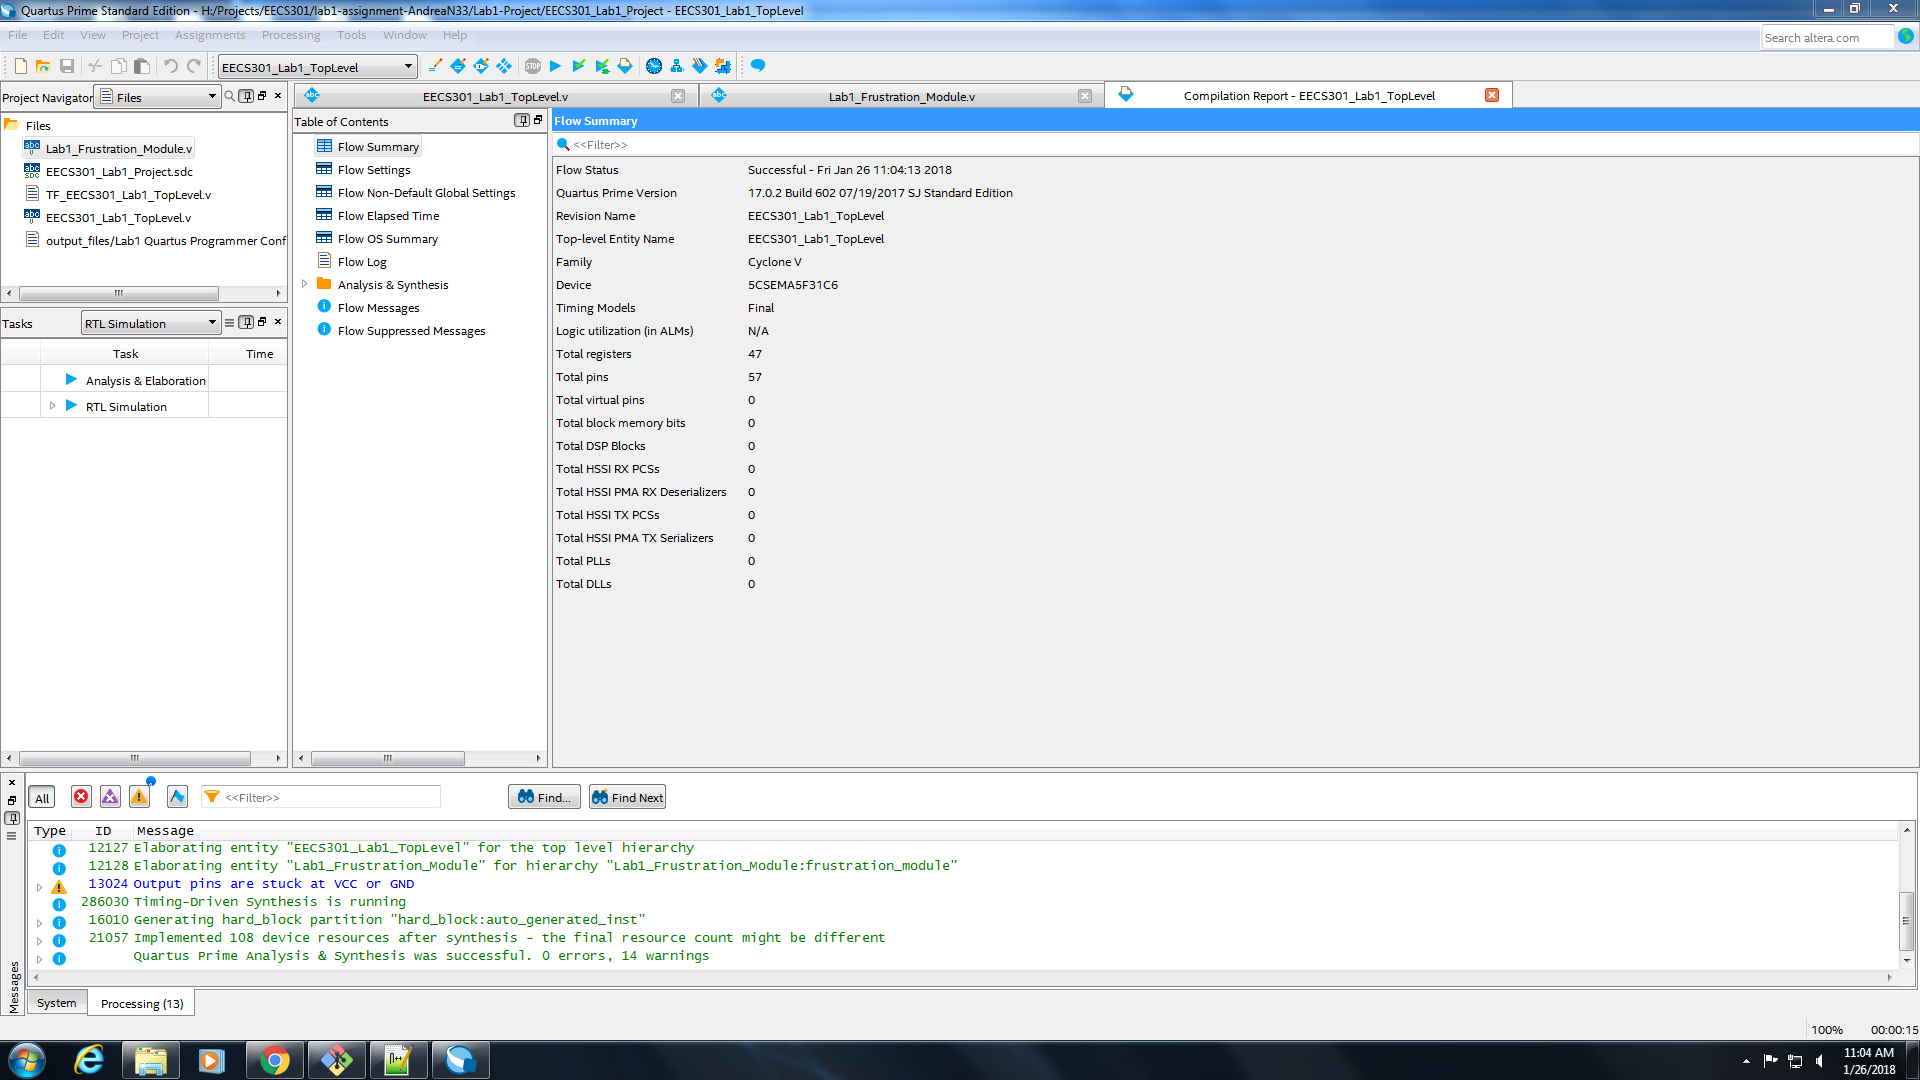 Quartus Prime Standard Edition - H:/Projects/EECS301/lab1-assignment-AndreaN33/Lab1-Project/EECS301_Lab1_Project - EECS301_Lab1_TopLevel
File Edit View Project Assignments Processing Tools Window Help
Search altera.com
EECS301_Lab1_TopLevel
STOP
Project Navigator Files
EECS301_Lab1_TopLevel.v
Lab1_Frustration_Module.v
Compilation Report - EECS301_Lab1_TopLevel
Files
Lab1_Frustration_Module.v
EECS301_Lab1_Project.sdc
TF_EECS301_Lab1_TopLevel.v
EECS301_Lab1_TopLevel.v
output_files/Lab1 Quartus Programmer Conf
Tasks RTL Simulation
Task Time
Analysis & Elaboration
RTL Simulation
Table of Contents
Flow Summary
Flow Settings
Flow Non-Default Global Settings
Flow Elapsed Time
Flow OS Summary
Flow Log
Analysis & Synthesis
Flow Messages
Flow Suppressed Messages
Flow Summary
<<Filter>>
Flow Status Successful - Fri Jan 26 11:04:13 2018
Quartus Prime Version 17.0.2 Build 602 07/19/2017 SJ Standard Edition
Revision Name EECS301_Lab1_TopLevel
Top-level Entity Name EECS301_Lab1_TopLevel
Family Cyclone V
Device 5CSEMA5F31C6
Timing Models Final
Logic utilization (in ALMs) N/A
Total registers 47
Total pins 57
Total virtual pins 0
Total block memory bits 0
Total DSP Blocks 0
Total HSSI RX PCSs 0
Total HSSI PMA RX Deserializers 0
Total HSSI TX PCSs 0
Total HSSI PMA TX Serializers 0
Total PLLs 0
Total DLLs 0
All <<Filter>> Find... Find Next
Type ID Message
12127 Elaborating entity "EECS301_Lab1_TopLevel" for the top level hierarchy
12128 Elaborating entity "Lab1_Frustration_Module" for hierarchy "Lab1_Frustration_Module:frustration_module"
13024 Output pins are stuck at VCC or GND
286030 Timing-Driven Synthesis is running
16010 Generating hard_block partition "hard_block:auto_generated_inst"
21057 Implemented 108 device resources after synthesis - the final resource count might be different
Quartus Prime Analysis & Synthesis was successful. 0 errors, 14 warnings
Messages
System Processing (13)
100% 00:00:15
11:04 AM
1/26/2018